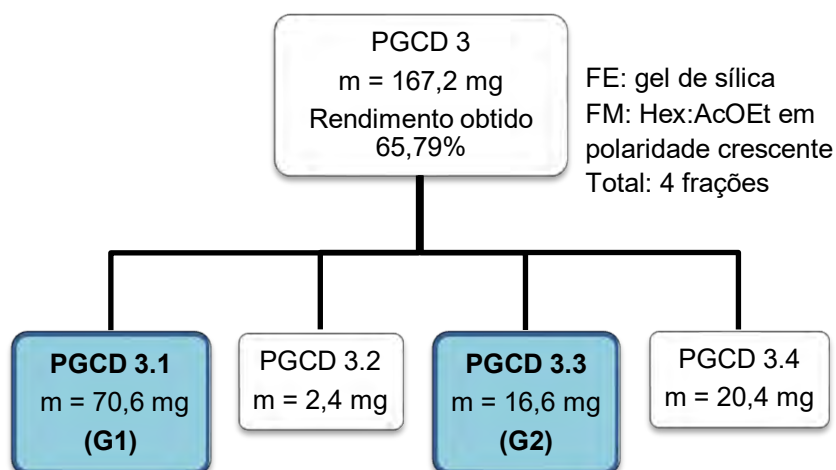 PGCD 3
m = 167,2 mg
Rendimento obtido
65,79%
FE: gel de sílica
FM: Hex:AcOEt em
polaridade crescente
Total: 4 frações
PGCD 3.1
m = 70,6 mg
(G1)
PGCD 3.2
m = 2,4 mg
PGCD 3.3
m = 16,6 mg
(G2)
PGCD 3.4
m = 20,4 mg